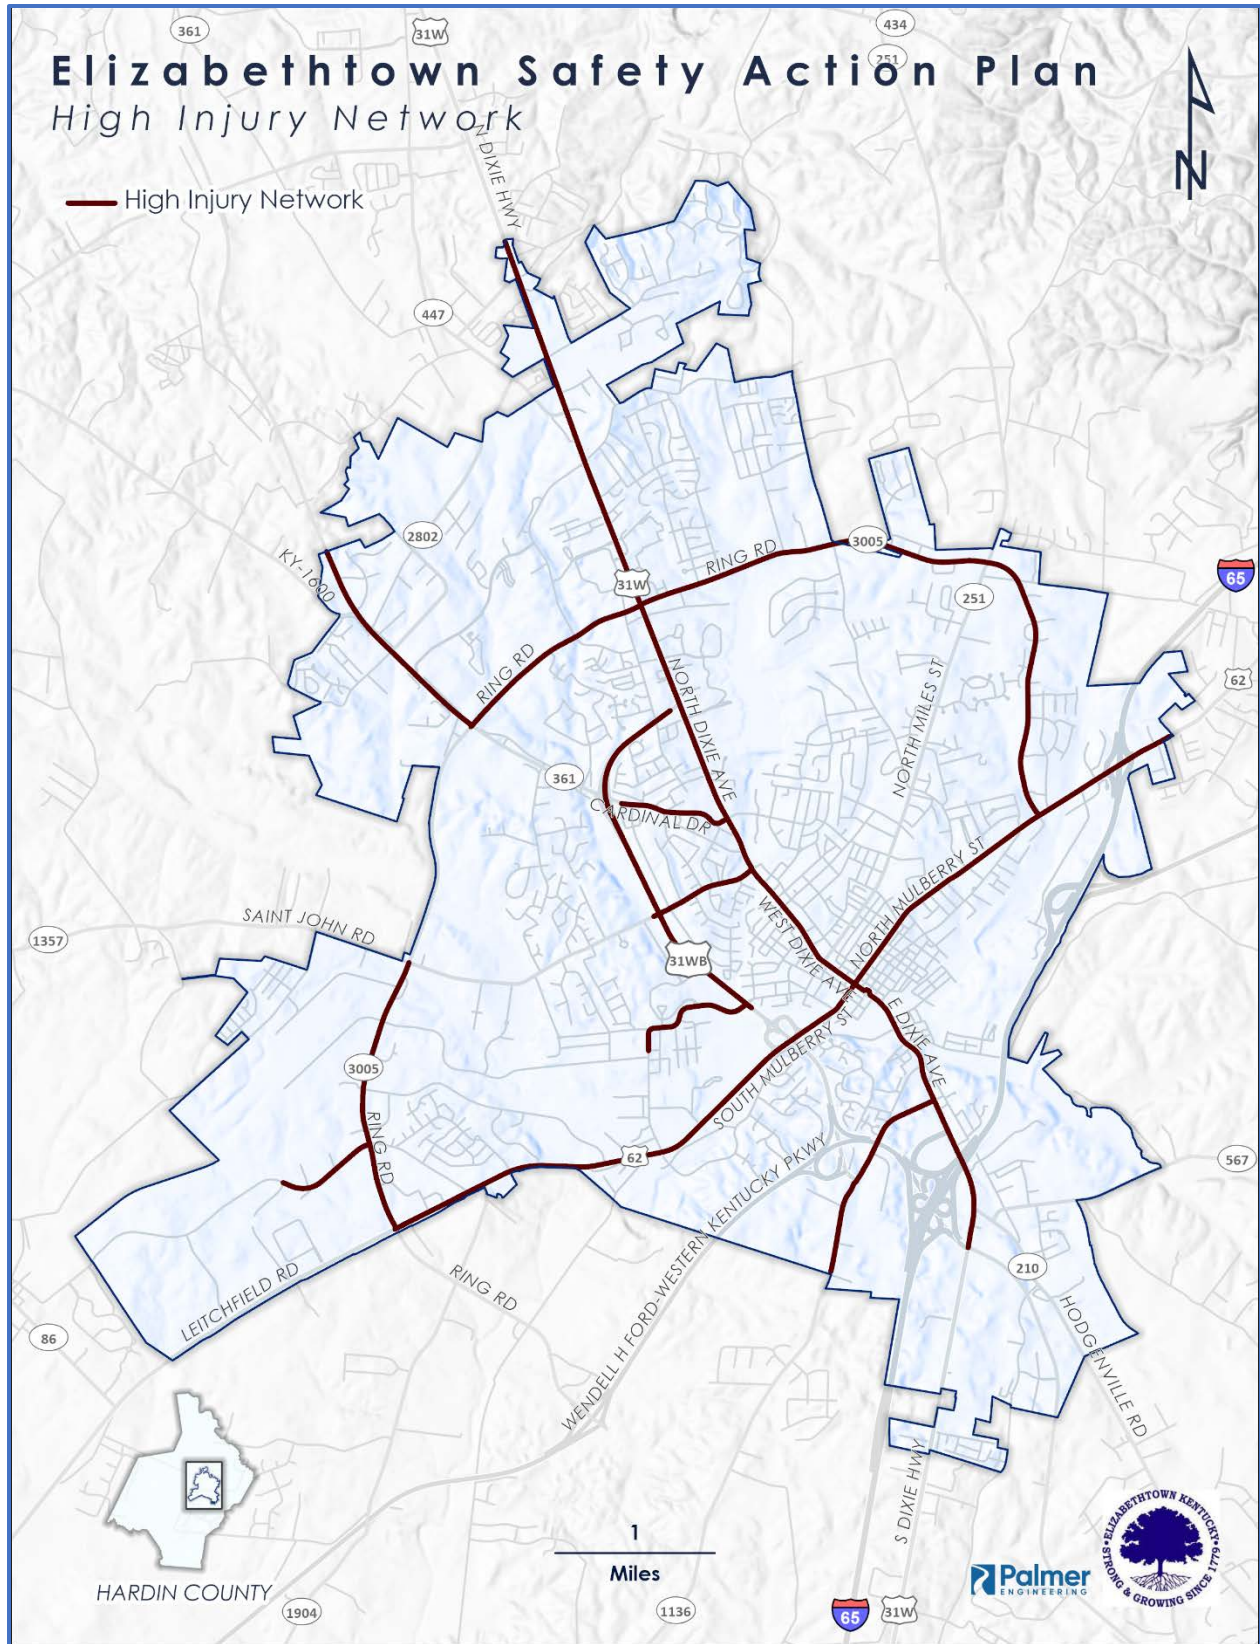 361
31W
434
251
Elizabethtown Safety Action Plan
High Injury Network
N DIXIE HWY
N
High Injury Network
447
2802
KY-1600
3005
RING RD
31W
251
65
62
RING RD
NORTH DIXIE AVE
NORTH MILES ST
361
CARDINAL DR
NORTH MULBERRY ST
WEST DIXIE AVE
SAINT JOHN RD
1357
31WB
E DIXIE AVE
SOUTH MULBERRY ST
3005
RING RD
62
WENDELL H FORD-WESTERN KENTUCKY PKWY
567
210
RING RD
LEITCHFIELD RD
HODGENVILLE RD
86
S DIXIE HWY
1
Miles
HARDIN COUNTY
Palmer
ENGINEERING
ELIZABETHTOWN KENTUCKY
STRONG & GROWING SINCE 1779
1904
1136
65
31W